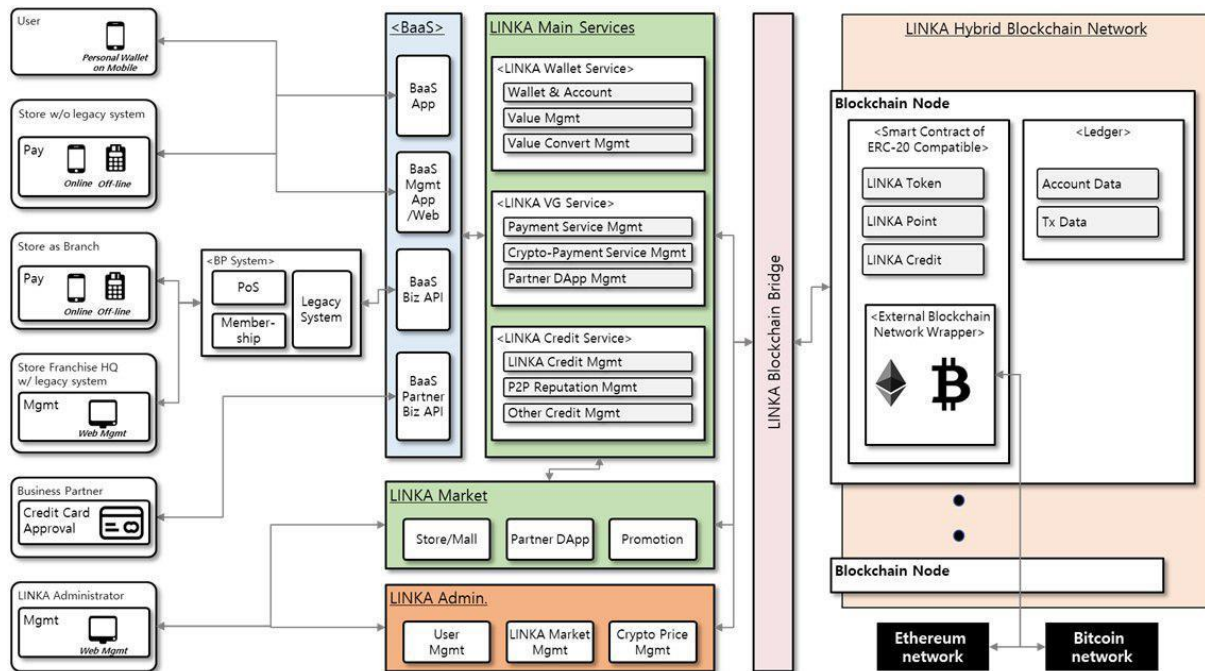 User
Personal Wallet
on Mobile
Store w/o legacy system
Pay
Online
Off-line
Store as Branch
Pay
Online
Off-line
Store Franchise HQ
w/ legacy system
Mgmt
Web Mgmt
Business Partner
Credit Card
Approval
LINKA Administrator
Mgmt
Web Mgmt
<BP System>
PoS
Member-
ship
Legacy
System
<BaaS>
BaaS
App
BaaS
Mgmt
App
/Web
BaaS
Biz API
BaaS
Partner
Biz API
LINKA Main Services
<LINKA Wallet Service>
Wallet & Account
Value Mgmt
Value Convert Mgmt
<LINKA VG Service>
Payment Service Mgmt
Crypto-Payment Service Mgmt
Partner DApp Mgmt
<LINKA Credit Service>
LINKA Credit Mgmt
P2P Reputation Mgmt
Other Credit Mgmt
LINKA Market
Store/Mall
Partner DApp
Promotion
LINKA Admin.
User
Mgmt
LINKA Market
Mgmt
Crypto Price
Mgmt
LINKA Blockchain Bridge
LINKA Hybrid Blockchain Network
Blockchain Node
<Smart Contract of
ERC-20 Compatible>
LINKA Token
LINKA Point
LINKA Credit
<External Blockchain
Network Wrapper>
<Ledger>
Account Data
Tx Data
Blockchain Node
Ethereum
network
Bitcoin
network